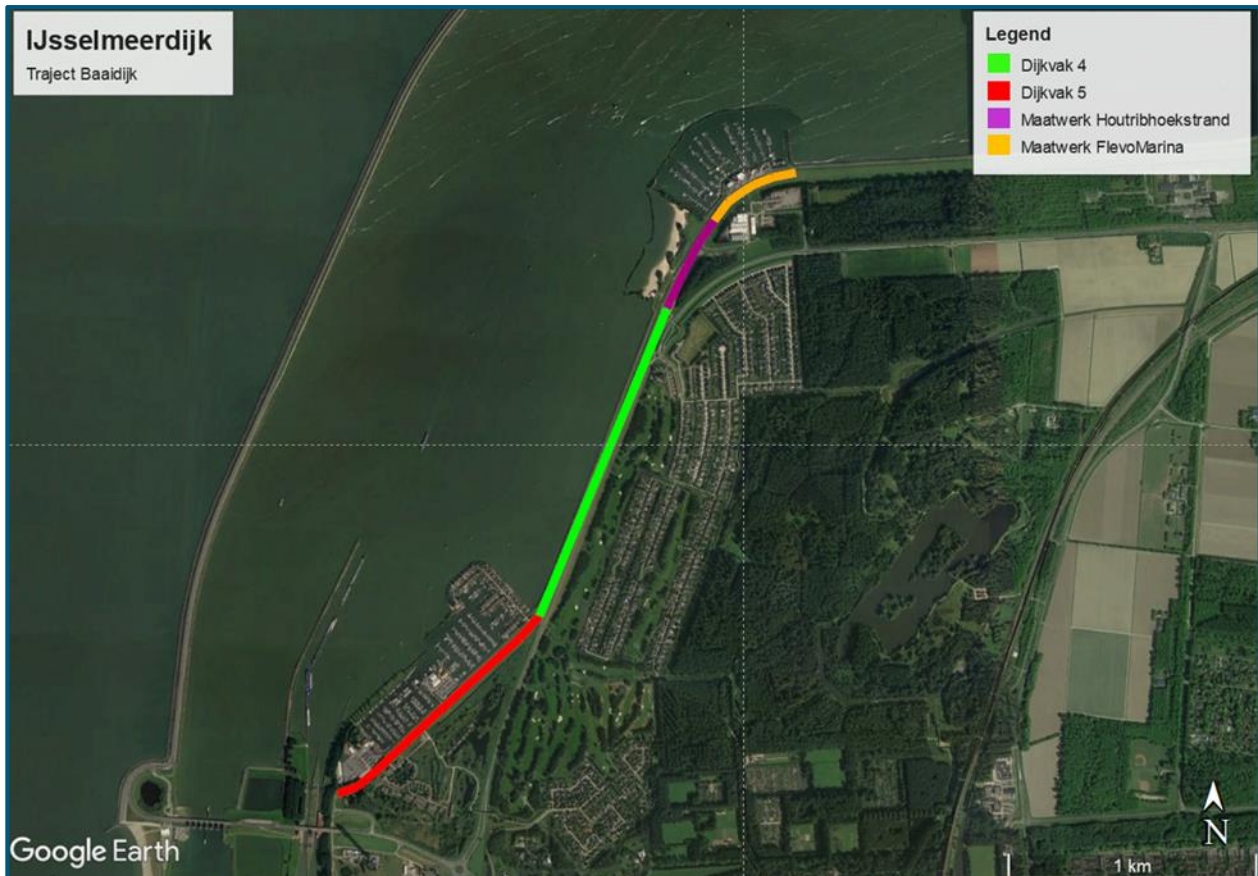 IJsselmeerdijk
Traject Baaidijk
Legend
Dijkvak 4
Dijkvak 5
Maatwerk Houtribhoekstrand
Maatwerk FlevoMarina
N
Google Earth
1 km